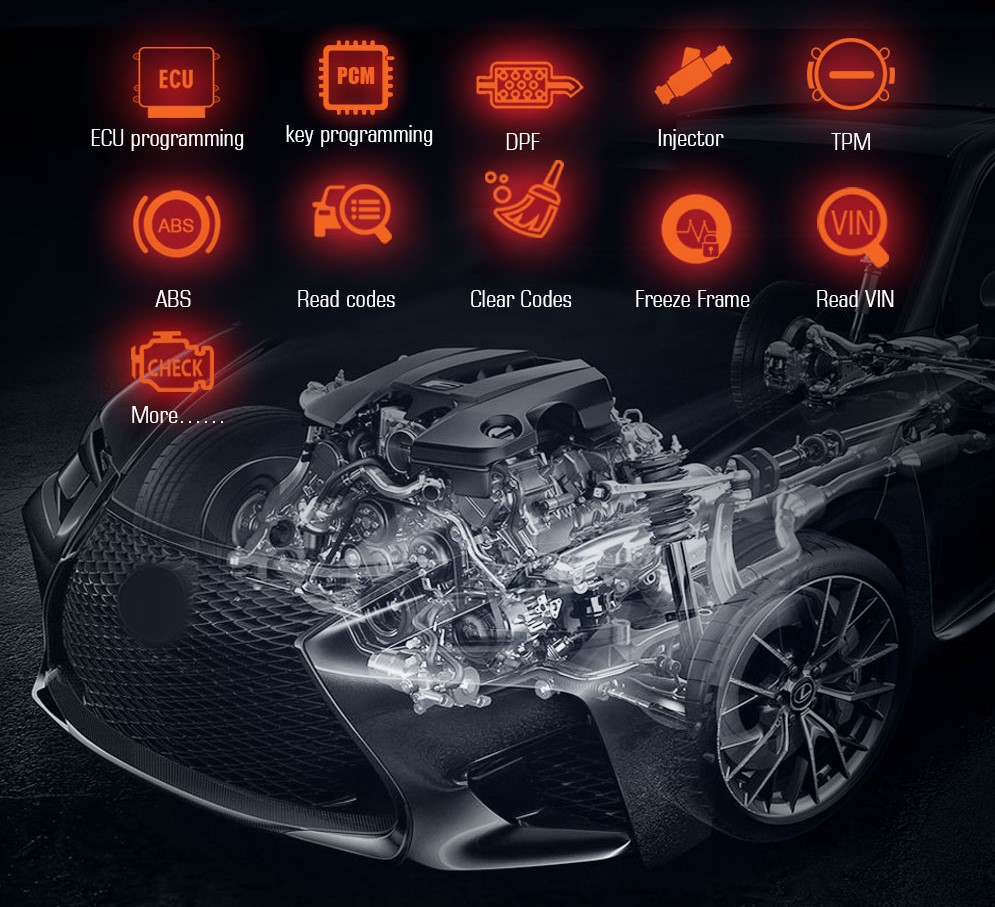 ECU
PGM
ECU programming
key programming
DPF
Injector
TPM
ABS
VIN
ABS
Read codes
Clear Codes
Freeze Frame
Read VIN
CHECK
More......